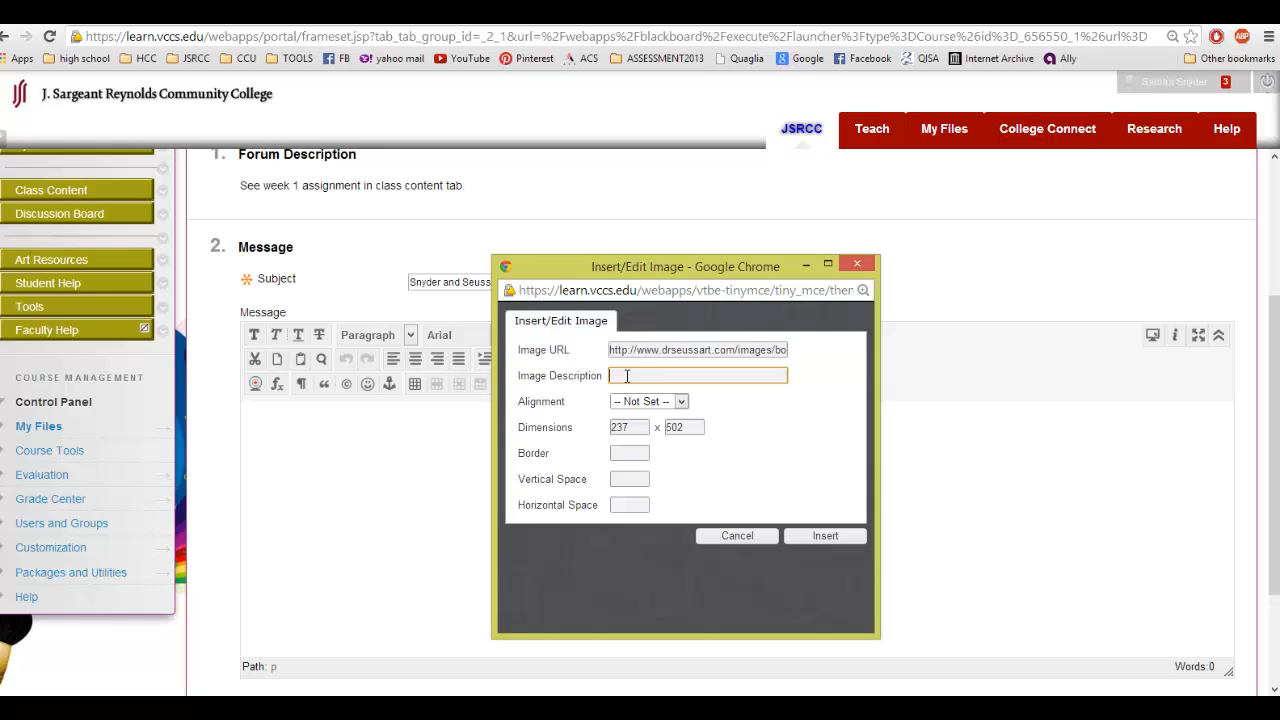 https://learn.vccs.edu/webapps/portal/frameset.jsp?tab_tab_group_id=_2_1&url=%2Fwebapps%2Fblackboard%2Fexecute%2Flauncher%3Ftype%3DCourse%26id%3D_656550_1%26url%3D
Apps high school HCC JSRCC CCU TOOLS FB yahoo mail YouTube Pinterest ACS ASSESSMENT2013 Quaglia Google Facebook QISA Internet Archive Ally Other bookmarks
J. Sargeant Reynolds Community College
Sandra Snyder 3
JSRCC Teach My Files College Connect Research Help
1. Forum Description
See week 1 assignment in class content tab.
Class Content
Discussion Board
Art Resources
Student Help
Tools
Faculty Help
COURSE MANAGEMENT
Control Panel
My Files
Course Tools
Evaluation
Grade Center
Users and Groups
Customization
Packages and Utilities
Help
2. Message
Subject Snyder and Seuss
Message
T T T T Paragraph Arial
Path: p Words:0
Insert/Edit Image - Google Chrome
https://learn.vccs.edu/webapps/vtbe-tinymce/tiny_mce/then
Insert/Edit Image
Image URL http://www.drseussart.com/images/bo
Image Description
Alignment -- Not Set --
Dimensions 237 x 502
Border
Vertical Space
Horizontal Space
Cancel Insert